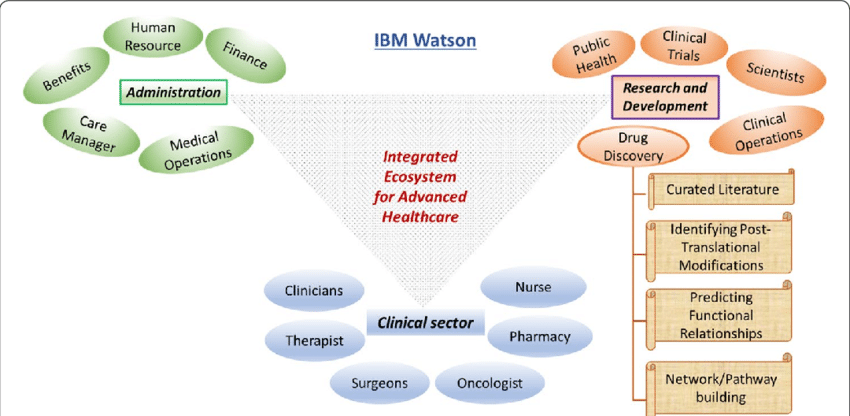 IBM Watson
Human
Resource
Finance
Benefits
Administration
Care
Manager
Medical
Operations
Public
Health
Clinical
Trials
Scientists
Research and
Development
Clinical
Operations
Drug
Discovery
Curated Literature
Identifying Post-
Translational
Modifications
Predicting
Functional
Relationships
Network/Pathway
building
Integrated
Ecosystem
for Advanced
Healthcare
Clinicians
Nurse
Clinical sector
Therapist
Pharmacy
Surgeons
Oncologist